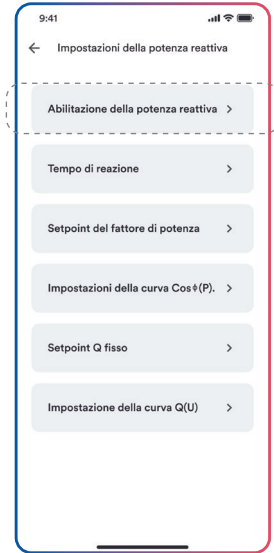 9:41
Impostazioni della potenza reattiva
Abilitazione della potenza reattiva
Tempo di reazione
Setpoint del fattore di potenza
Impostazioni della curva Cosϕ(P).
Setpoint Q fisso
Impostazione della curva Q(U)